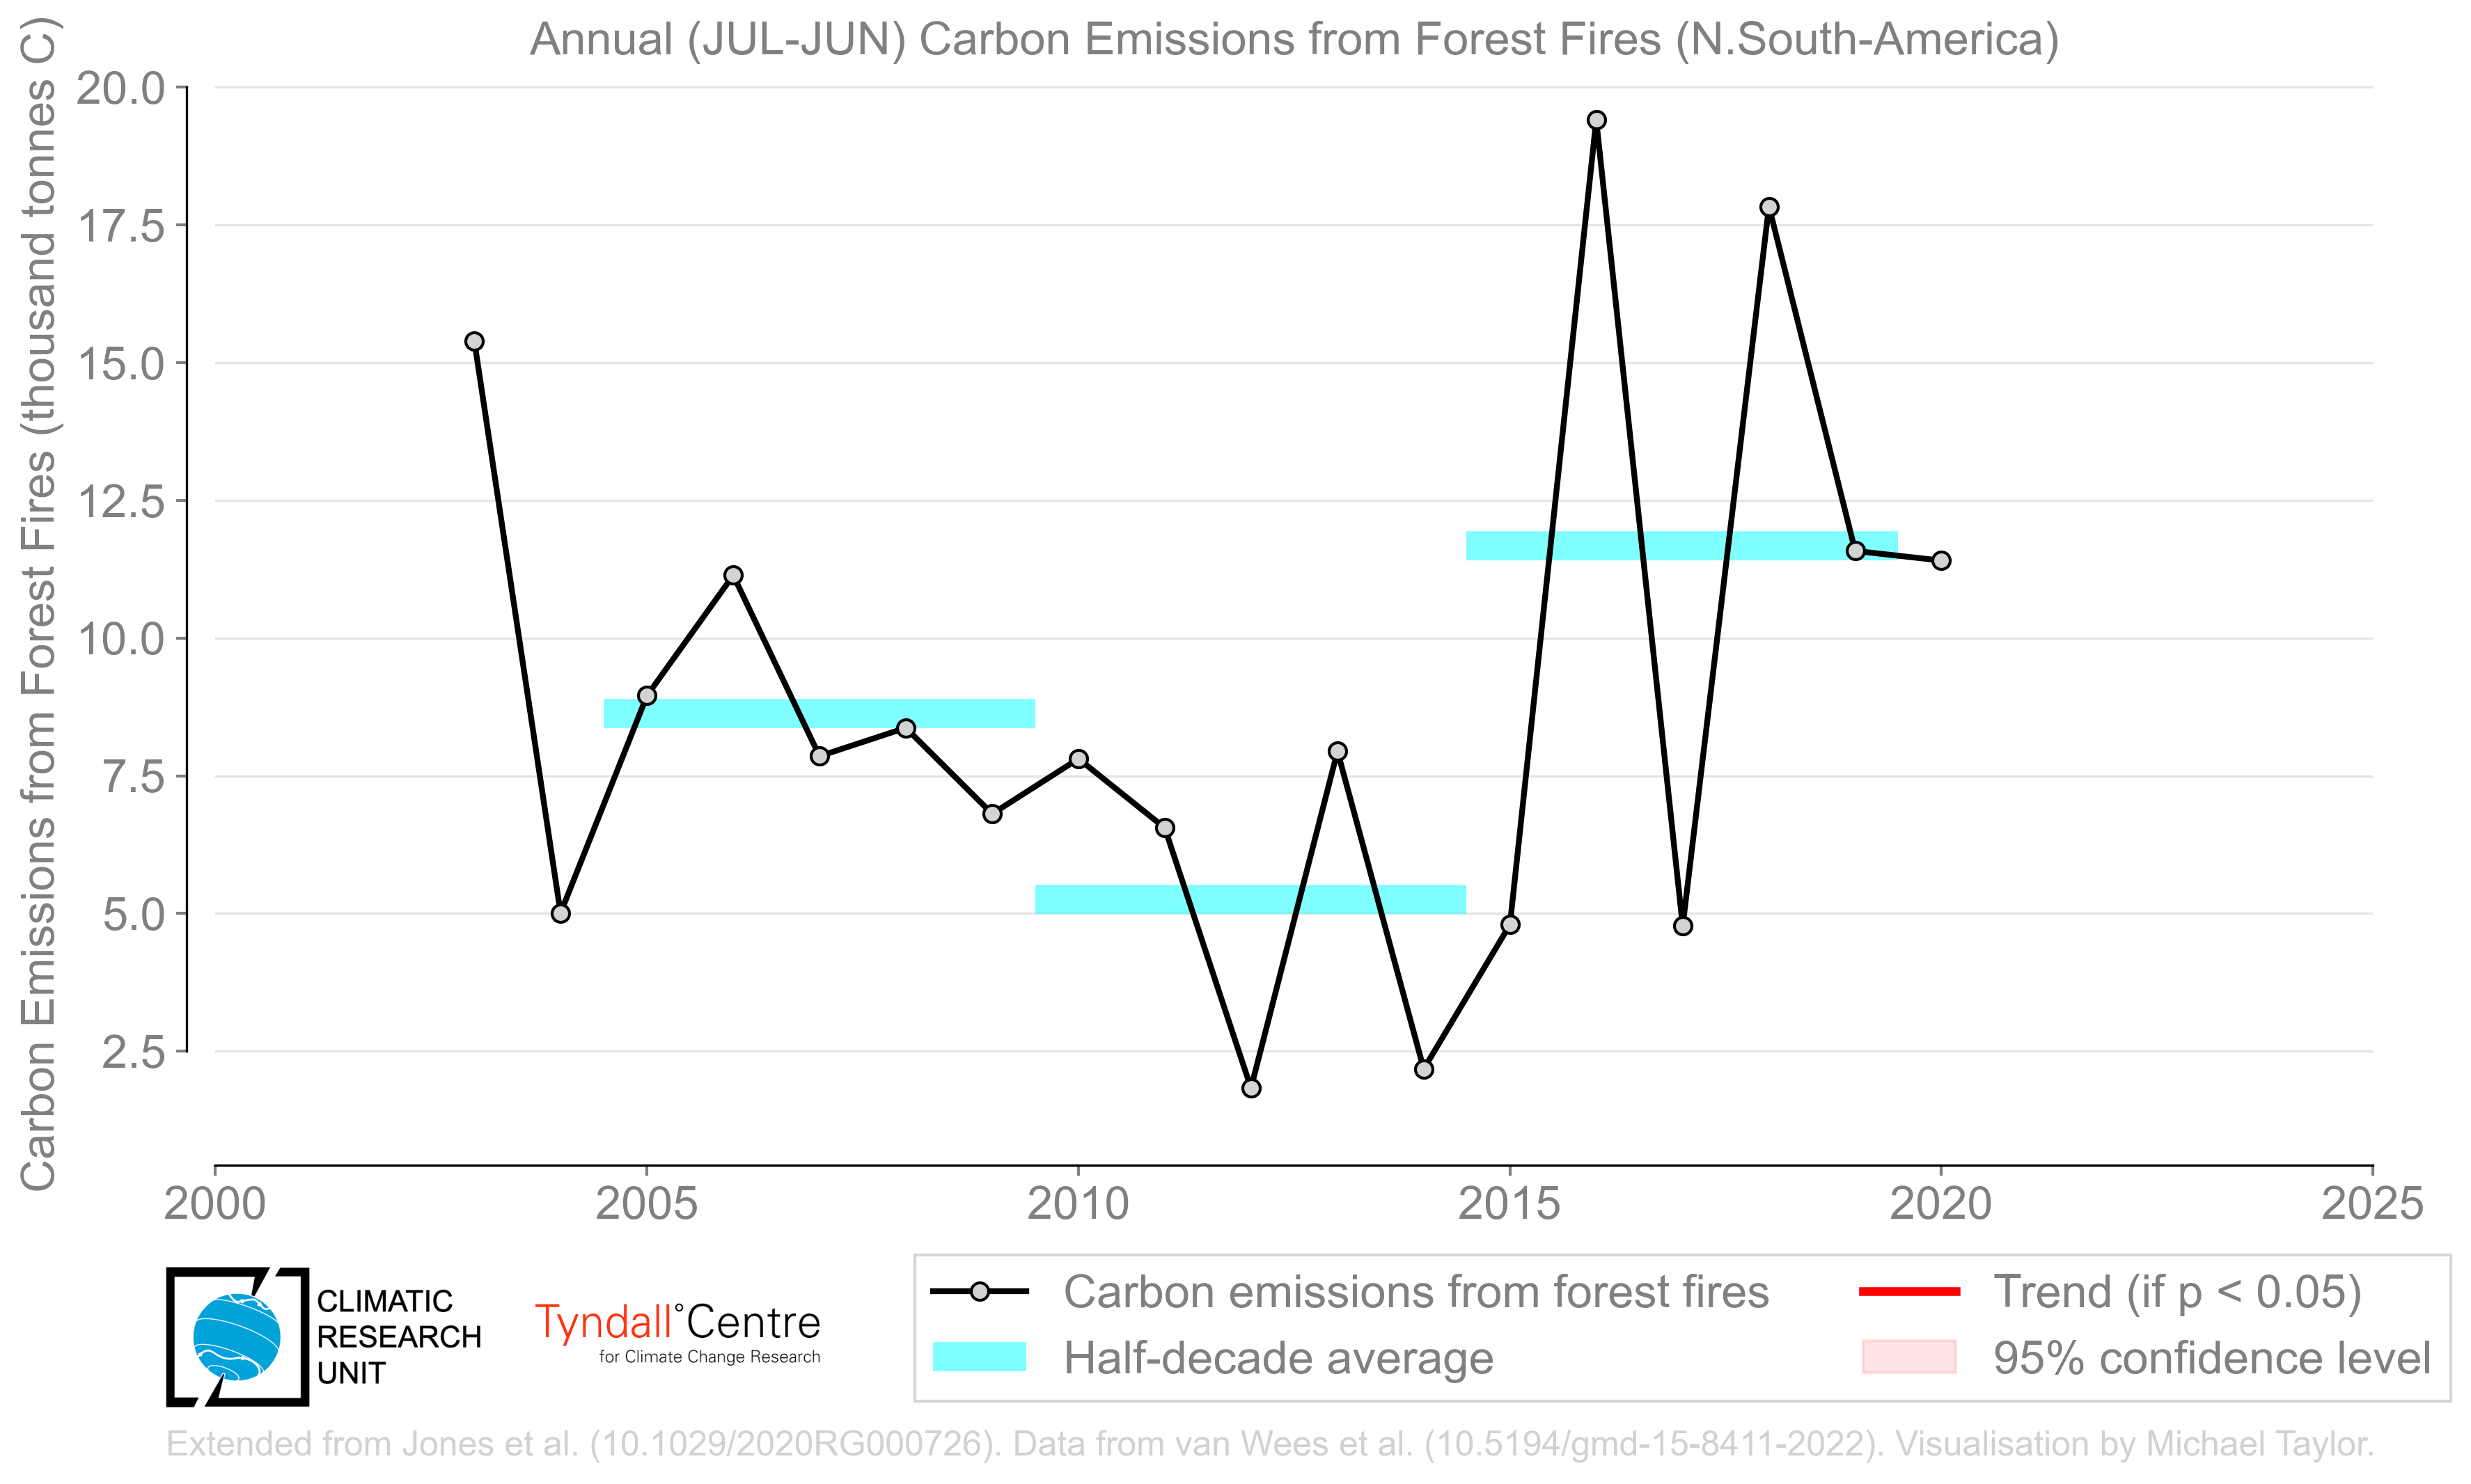 Annual (JUL-JUN) Carbon Emissions from Forest Fires (N.South-America)
Carbon Emissions from Forest Fires (thousand tonnes C)
20.0
17.5
15.0
12.5
10.0
7.5
5.0
2.5
2000 2005 2010 2015 2020 2025
Carbon emissions from forest fires
Half-decade average
Trend (if p < 0.05)
95% confidence level
CLIMATIC
RESEARCH
UNIT
Tyndall°Centre
for Climate Change Research
Extended from Jones et al. (10.1029/2020RG000726). Data from van Wees et al. (10.5194/gmd-15-8411-2022). Visualisation by Michael Taylor.